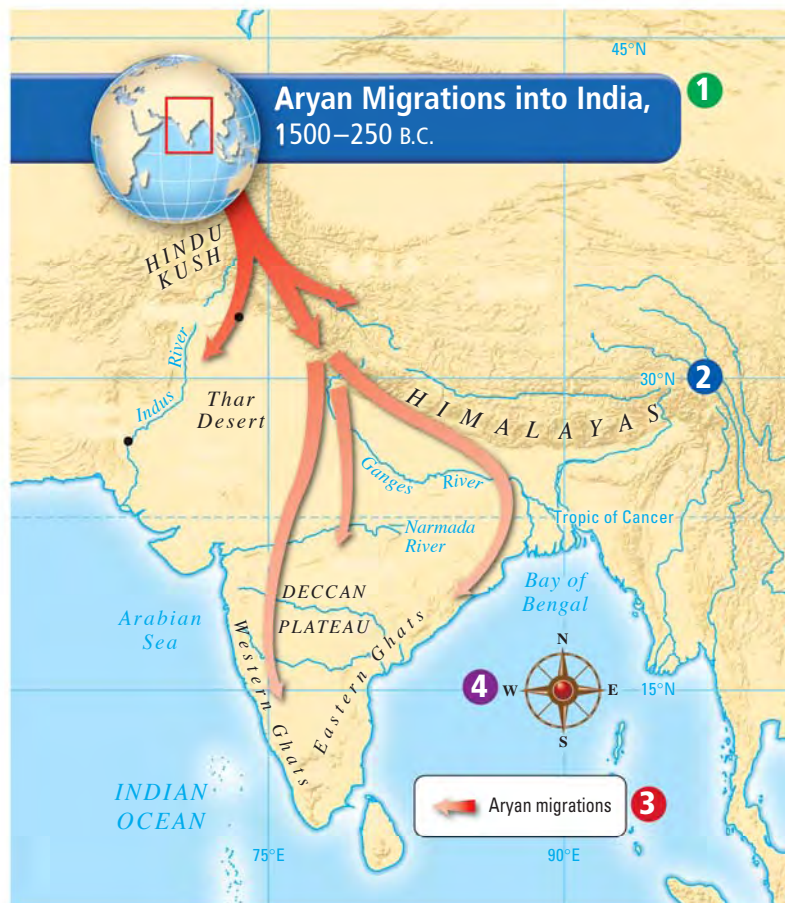 45°N
Aryan Migrations into India,
1500–250 B.C.
1
HINDU
KUSH
Indus River
Thar
Desert
30°N
2
HIMALAYAS
Ganges River
Tropic of Cancer
Narmada
River
DECCAN
PLATEAU
Bay of
Bengal
Arabian
Sea
Western Ghats
Eastern Ghats
N
4
W
E
15°N
S
INDIAN
OCEAN
Aryan migrations
3
75°E
90°E